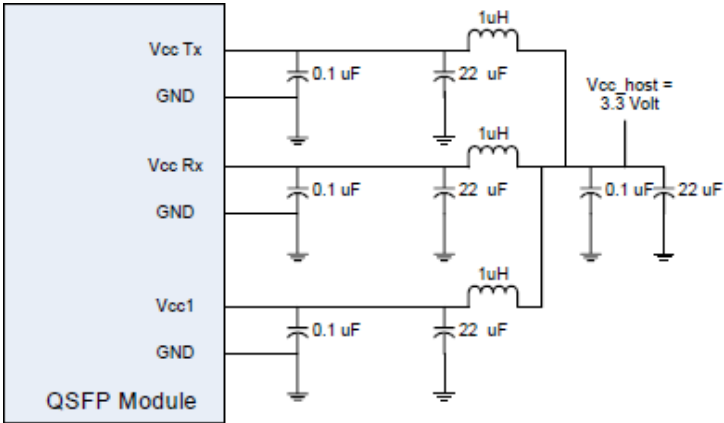 1uH
Vcc Tx
0.1 uF
22 uF
GND
Vcc_host =
3.3 Volt
1uH
Vcc Rx
0.1 uF
22 uF
0.1 uF
22 uF
GND
1uH
Vcc1
0.1 uF
22 uF
GND
QSFP Module